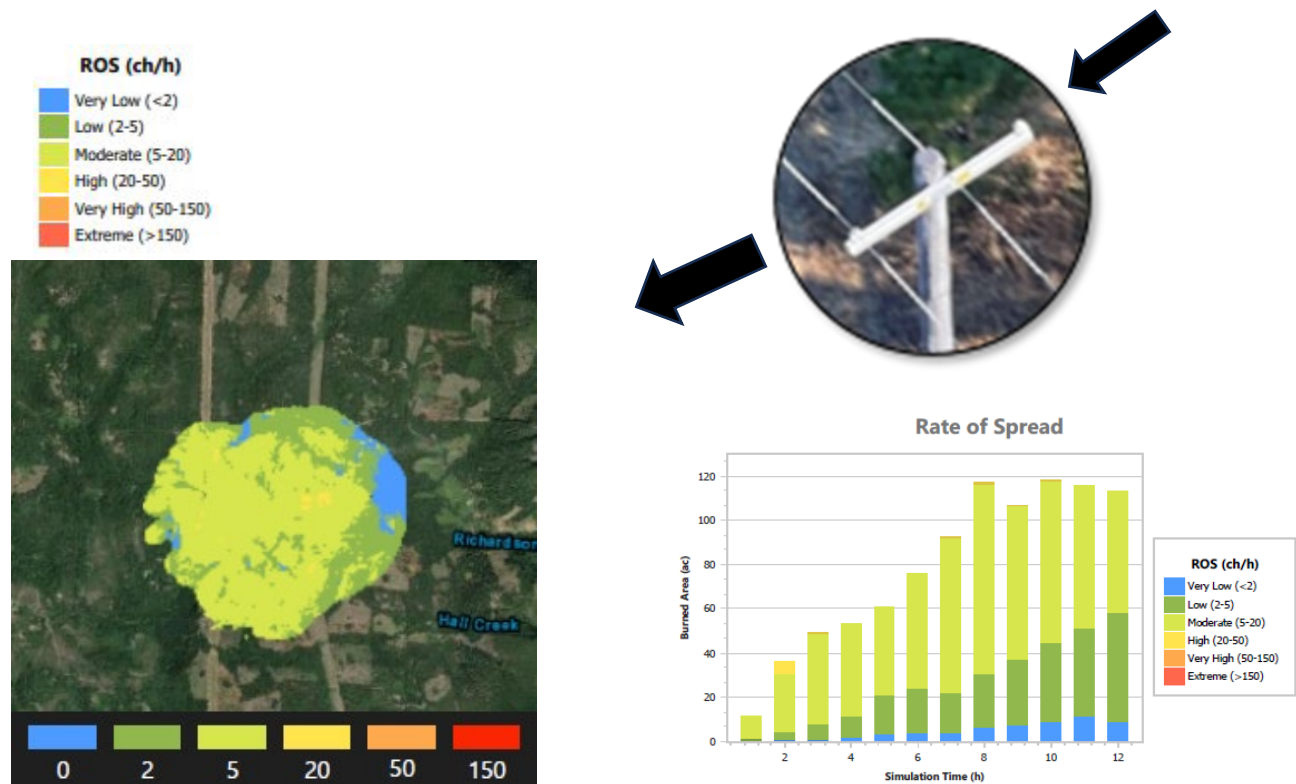 ROS (ch/h)
Very Low (<2)
Low (2-5)
Moderate (5-20)
High (20-50)
Very High (50-150)
Extreme (>150)
Richardson
Hall Creek
0 2 5 20 50 150
Rate of Spread
Burned Area (ac)
120
100
80
60
40
20
0
2 4 6 8 10 12
Simulation Time (h)
ROS (ch/h)
Very Low (<2)
Low (2-5)
Moderate (5-20)
High (20-50)
Very High (50-150)
Extreme (>150)